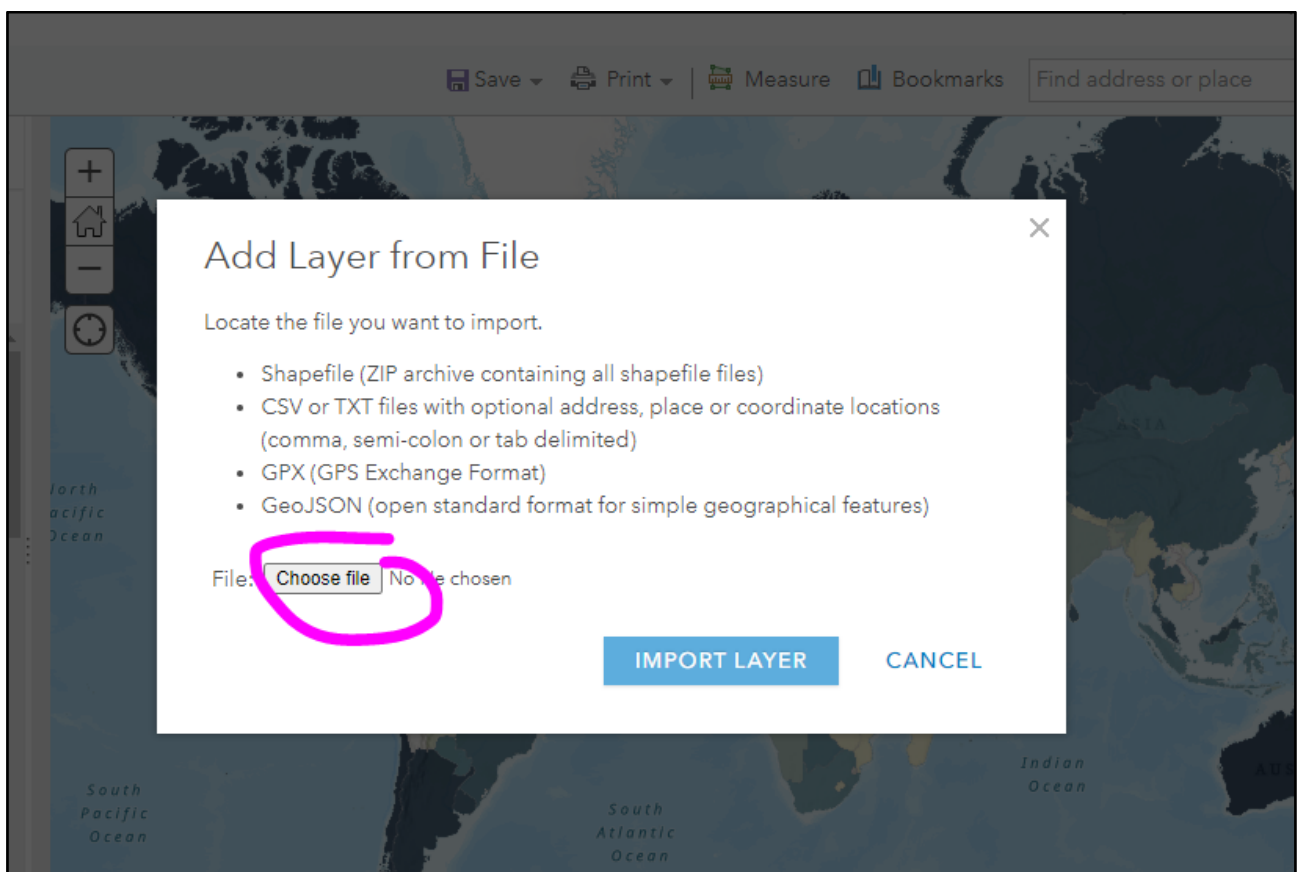 Save Print Measure Bookmarks Find address or place
Add Layer from File
Locate the file you want to import.
• Shapefile (ZIP archive containing all shapefile files)
• CSV or TXT files with optional address, place or coordinate locations
(comma, semi-colon or tab delimited)
• GPX (GPS Exchange Format)
• GeoJSON (open standard format for simple geographical features)
File: Choose file No file chosen
IMPORT LAYER CANCEL
ASIA
North
Pacific
Ocean
Indian
Ocean
AUS
South
Pacific
Ocean
South
Atlantic
Ocean